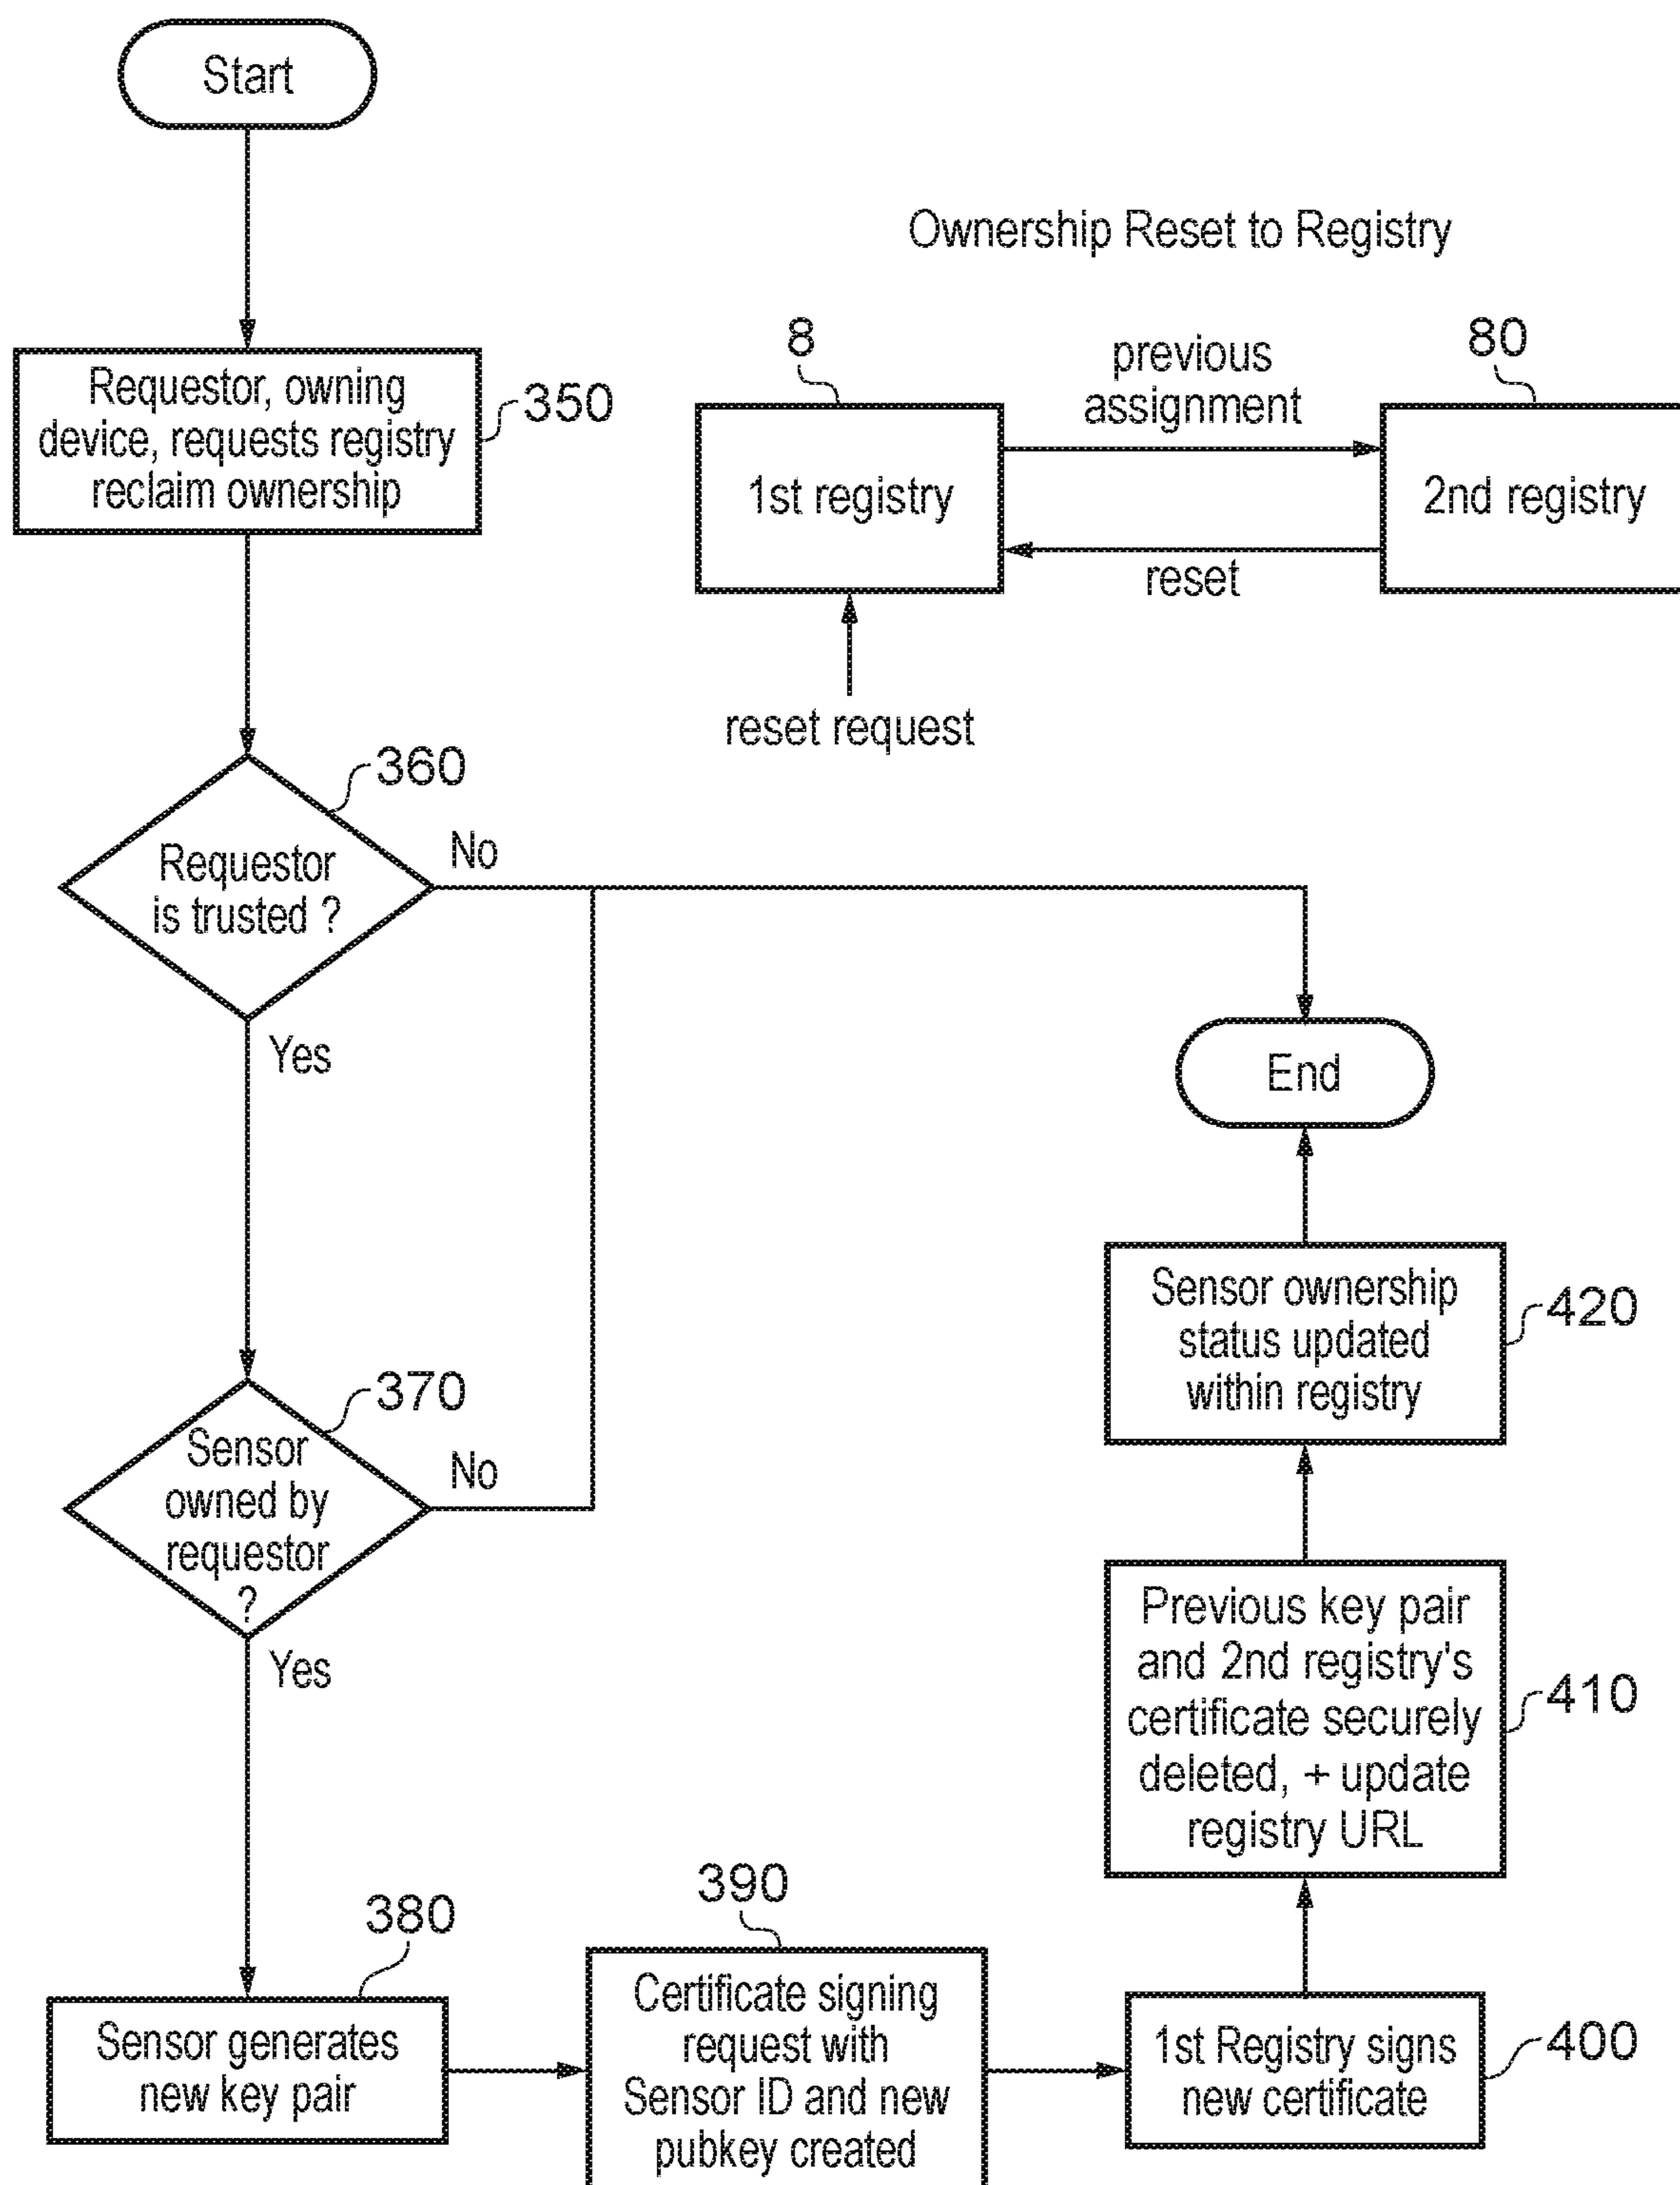 Start
Ownership Reset to Registry
Requestor, owning
device, requests registry
reclaim ownership
350
8
previous
assignment
80
1st registry
2nd registry
reset
reset request
360
Requestor
is trusted ?
No
Yes
End
370
Sensor
owned by
requestor
?
No
Yes
Sensor ownership
status updated
within registry
420
Previous key pair
and 2nd registry's
certificate securely
deleted, + update
registry URL
410
380
Sensor generates
new key pair
390
Certificate signing
request with
Sensor ID and new
pubkey created
1st Registry signs
new certificate
400